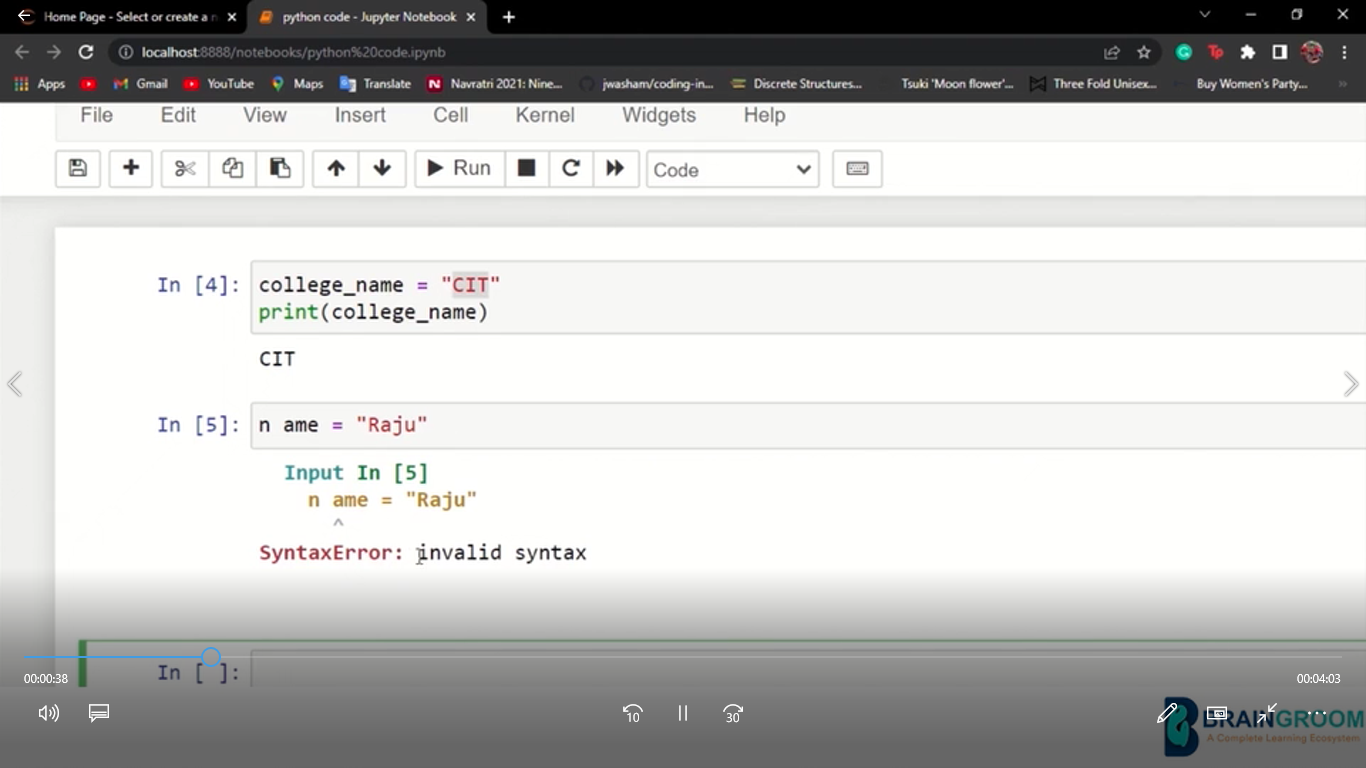 Home Page - Select or create a n
python code - Jupyter Notebook
localhost:8888/notebooks/python%20code.ipynb
Apps Gmail YouTube Maps Translate N Navratri 2021: Nine... jwasham/coding-in... Discrete Structures... Tsuki 'Moon flower'... Three Fold Unisex... Buy Women's Party...
File Edit View Insert Cell Kernel Widgets Help
Run Code
In [4]: college_name = "CIT"
print(college_name)
CIT
In [5]: n ame = "Raju"
Input In [5]
n ame = "Raju"
^
SyntaxError: invalid syntax
In [ ]:
00:00:38 00:04:03
10 30
BRAINGROOM
A Complete Learning Ecosystem